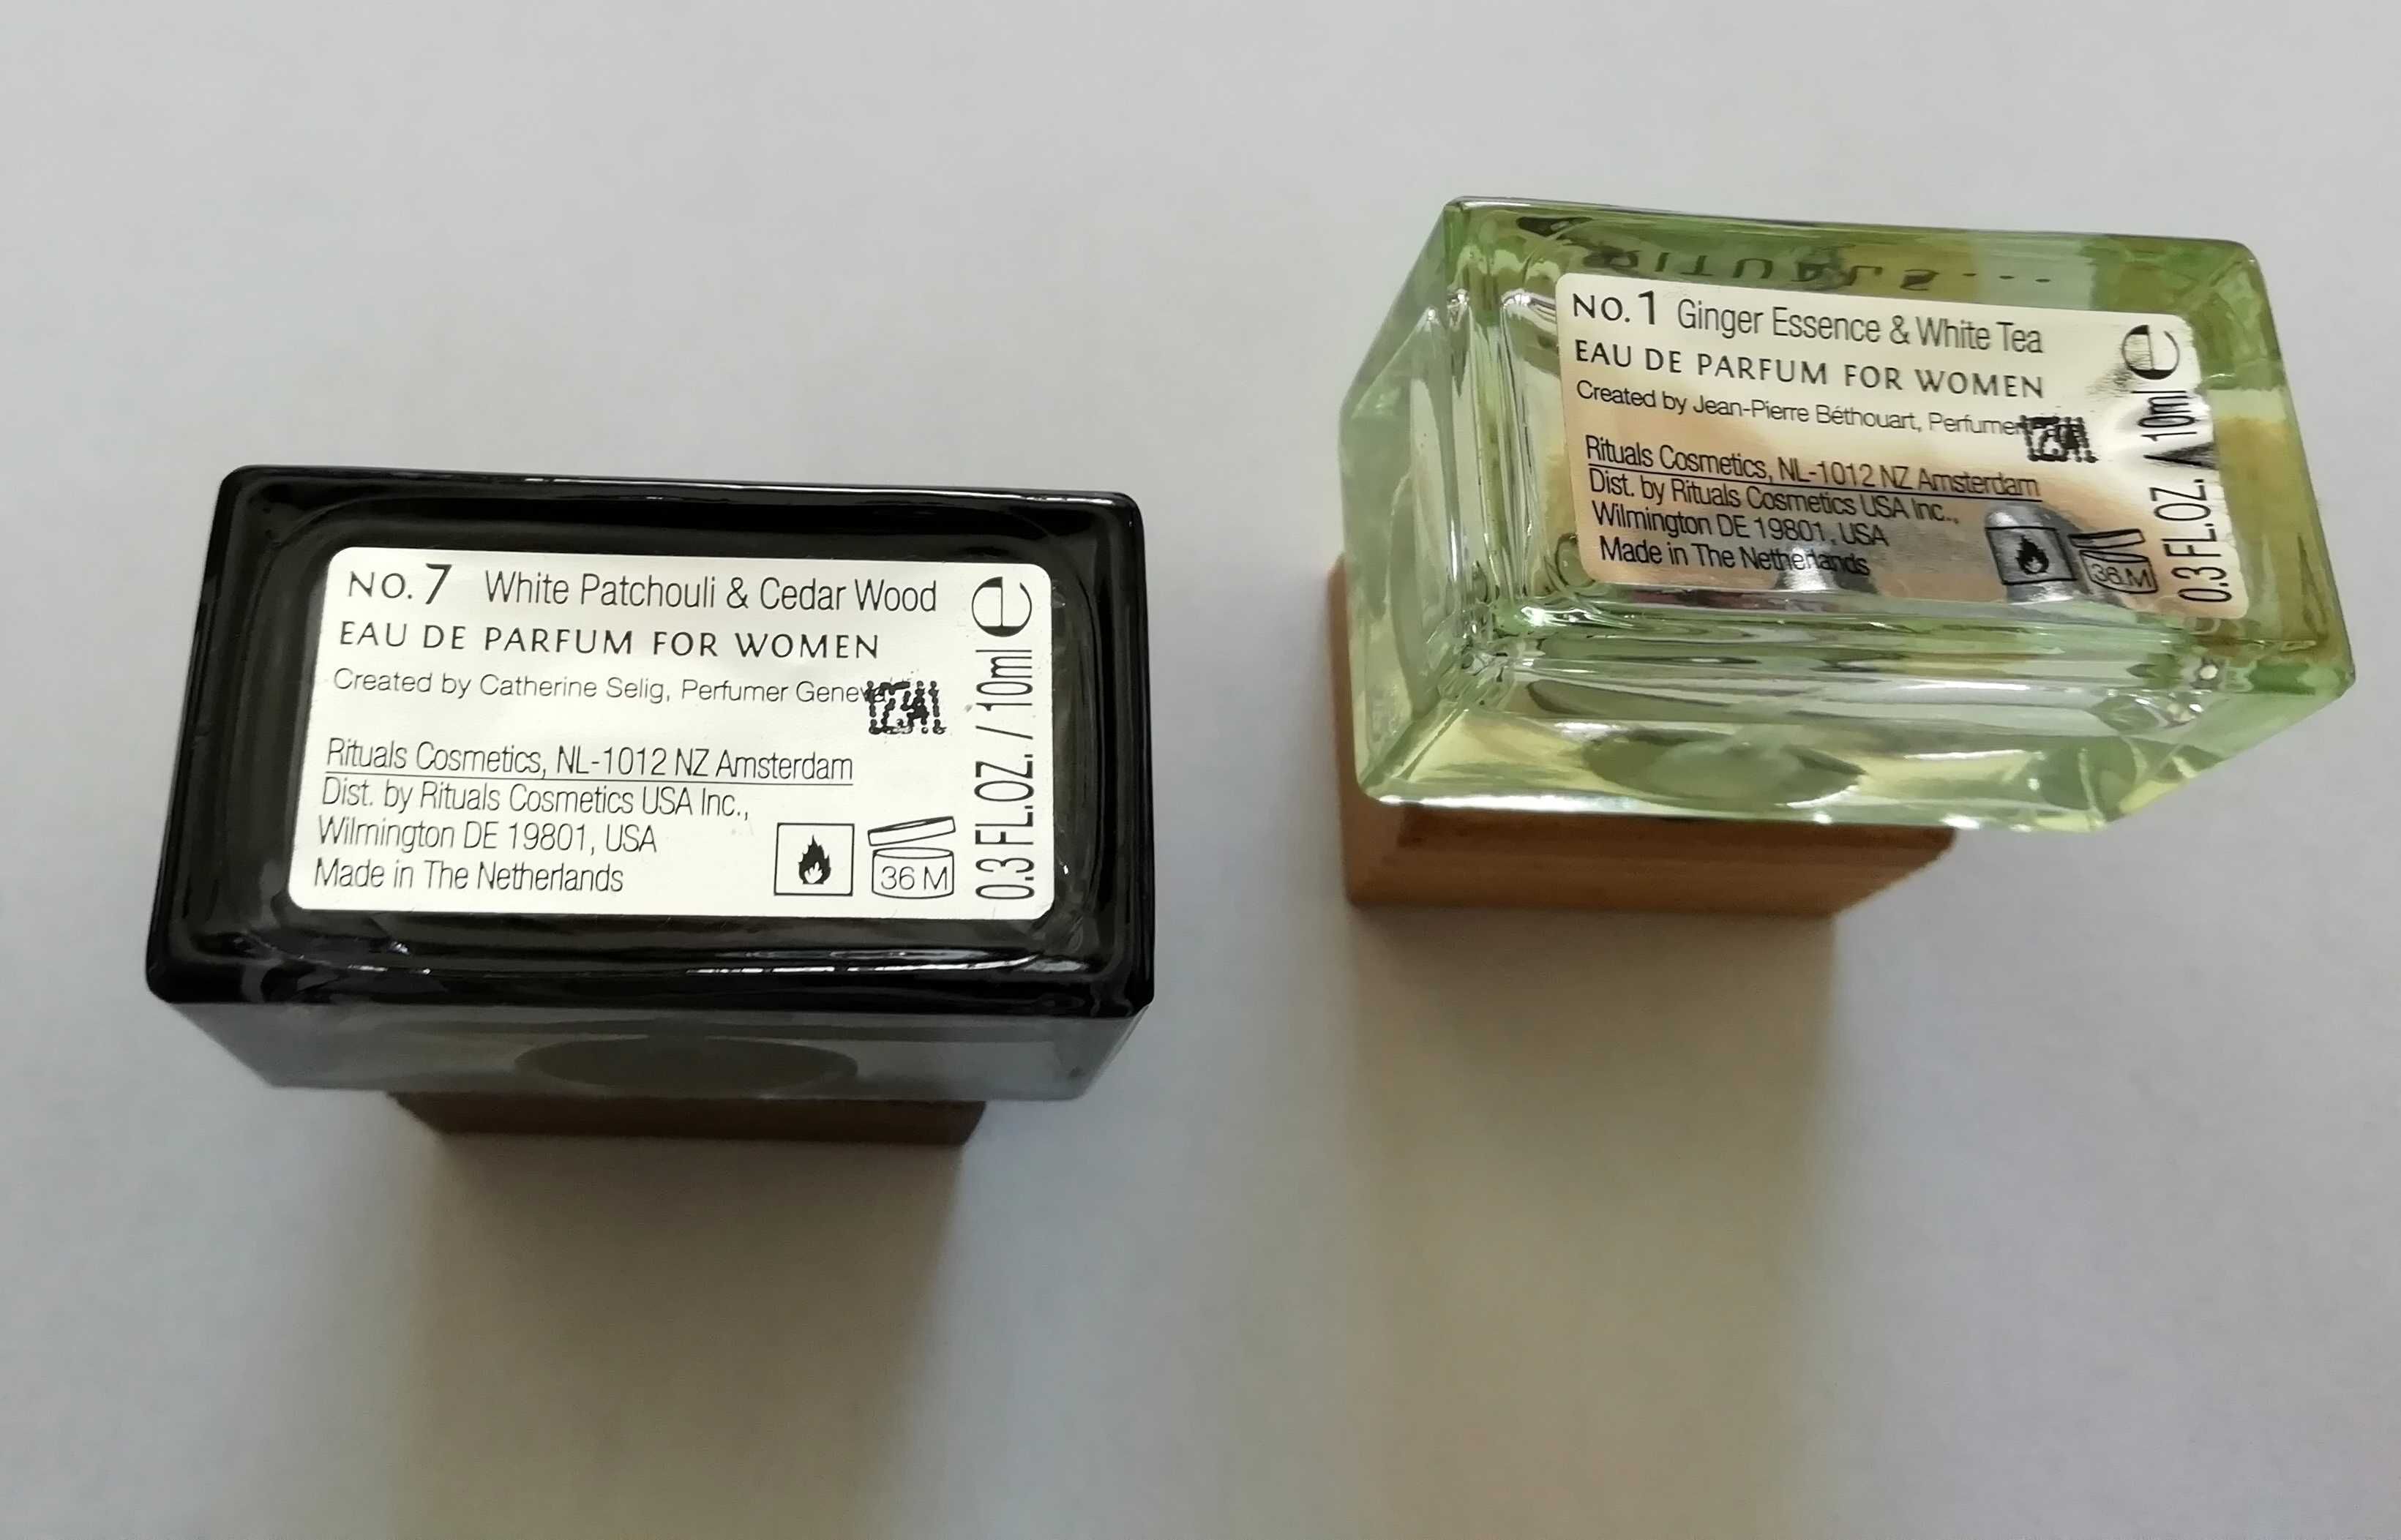 NO. 7 White Patchouli & Cedar Wood
EAU DE PARFUM FOR WOMEN
Created by Catherine Selig, Perfumer
Rituals Cosmetics, NL-1012 NZ Amsterdam
Dist. by Rituals Cosmetics USA Inc.,
Wilmington DE 19801, USA
Made in The Netherlands
36 M
0.3 FL.OZ. / 10ml e
RITUALS...
NO. 1 Ginger Essence & White Tea
EAU DE PARFUM FOR WOMEN
Created by Jean-Pierre Béthouart, Perfumer
Rituals Cosmetics, NL-1012 NZ Amsterdam
Dist. by Rituals Cosmetics USA Inc.,
Wilmington DE 19801, USA
Made in The Netherlands
36 M
0.3 FL.OZ. / 10ml e